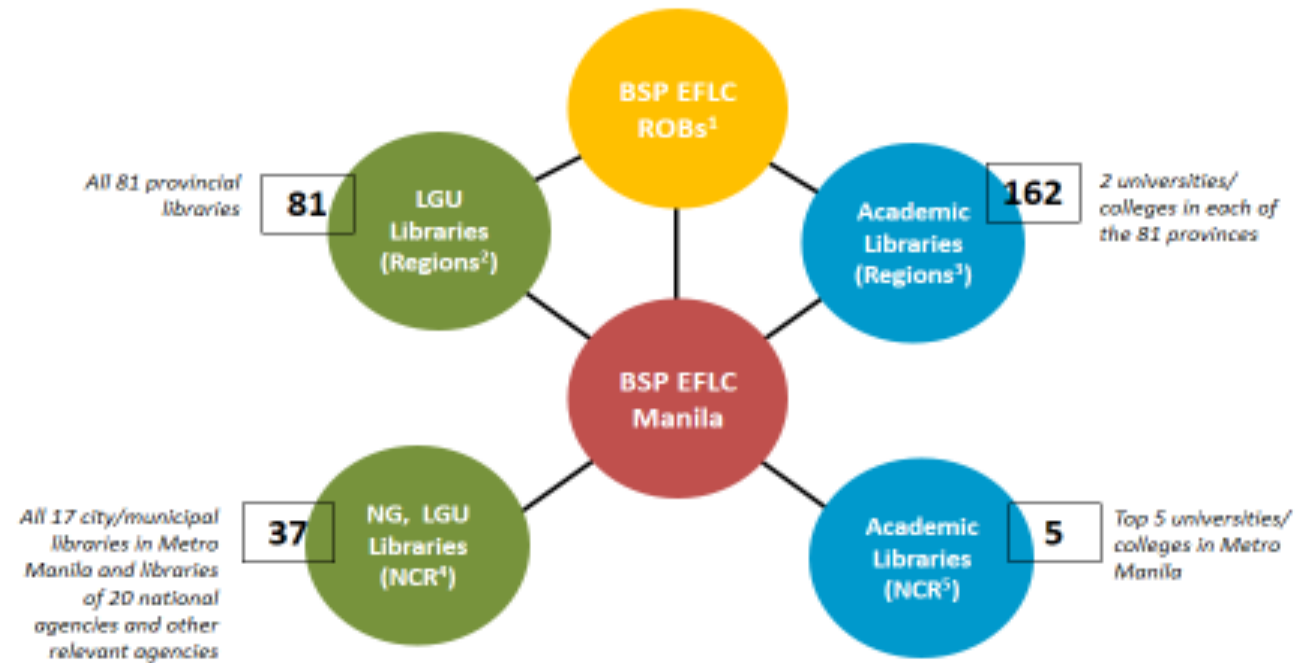 BSP EFLC
ROBs¹
All 81 provincial
libraries
81
LGU
Libraries
(Regions²)
Academic
Libraries
(Regions³)
162
2 universities/
colleges in each of
the 81 provinces
BSP EFLC
Manila
All 17 city/municipal
libraries in Metro
Manila and libraries
of 20 national
agencies and other
relevant agencies
37
NG, LGU
Libraries
(NCR⁴)
Academic
Libraries
(NCR⁵)
5
Top 5 universities/
colleges in Metro
Manila